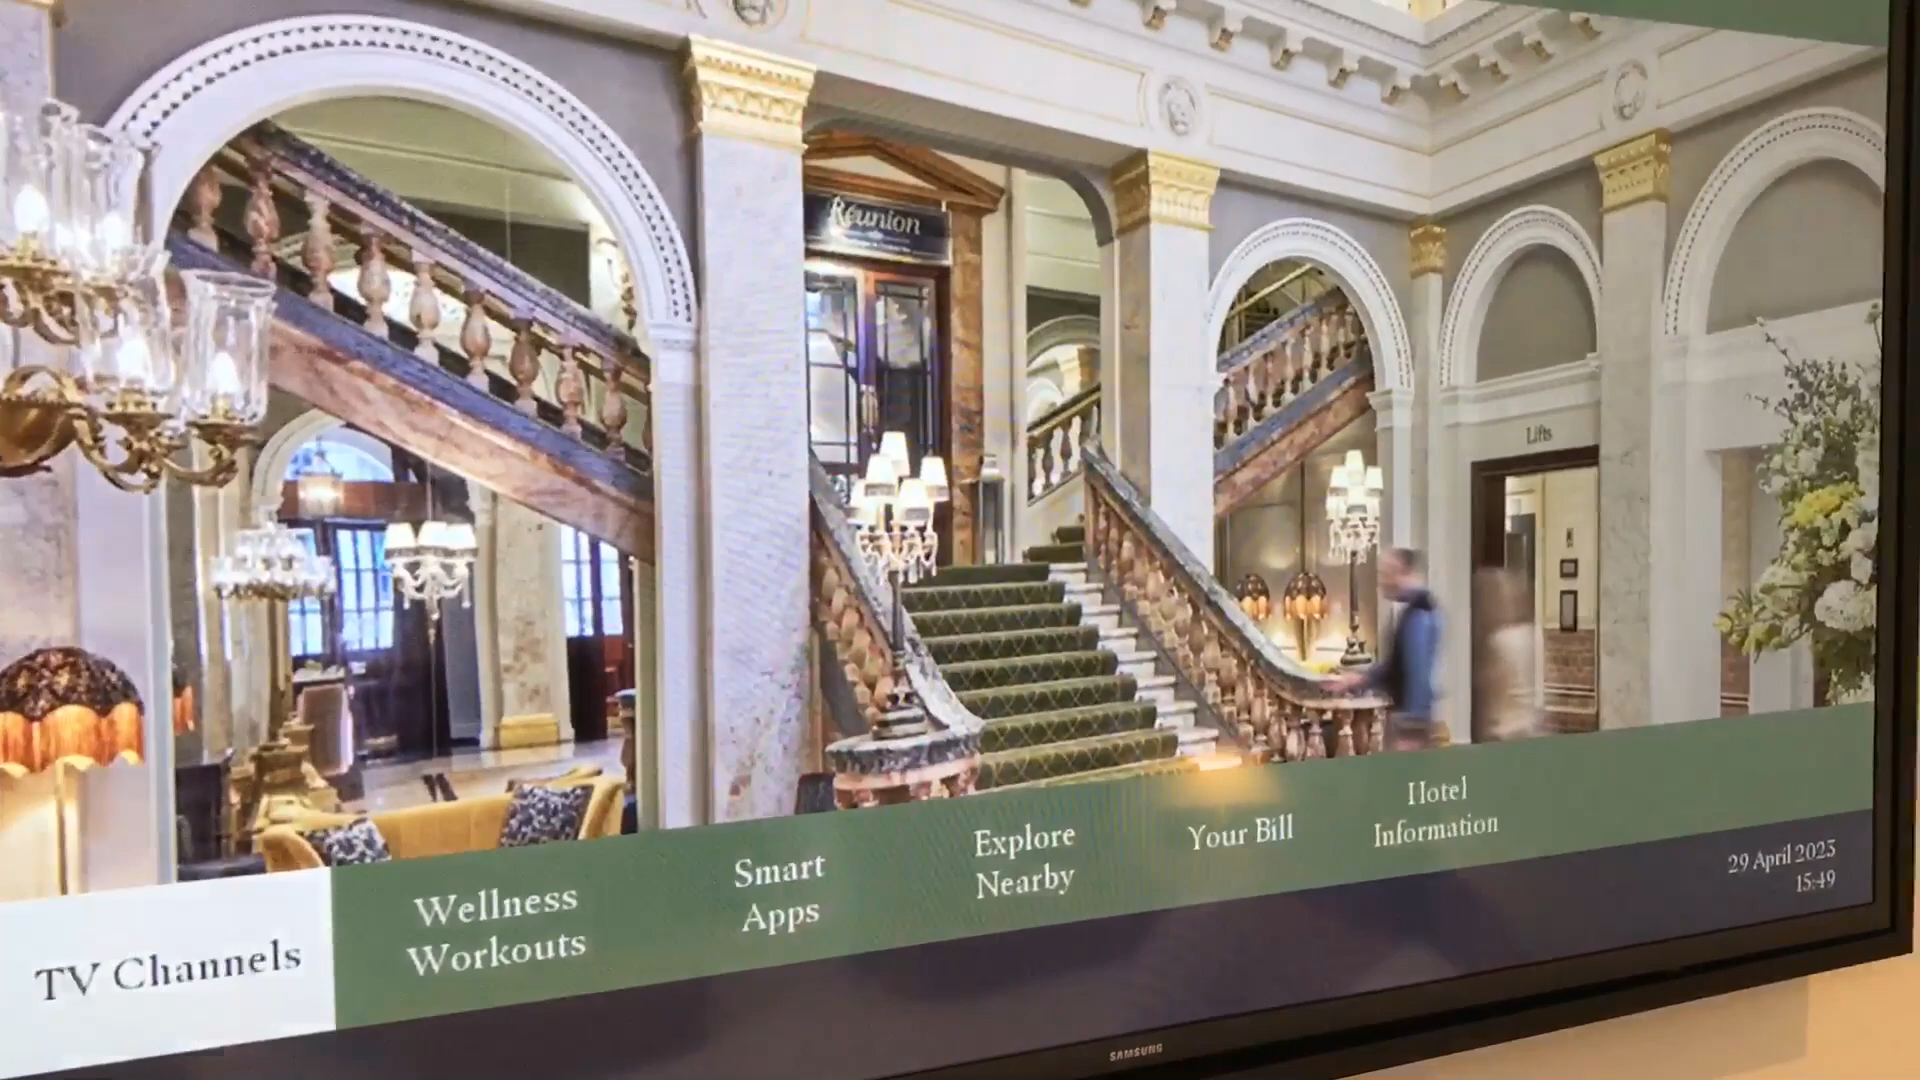 Réunion
Lifts
TV Channels
Wellness
Workouts
Smart
Apps
Explore
Nearby
Your Bill
Hotel
Information
29 April 2023
15:49
SAMSUNG